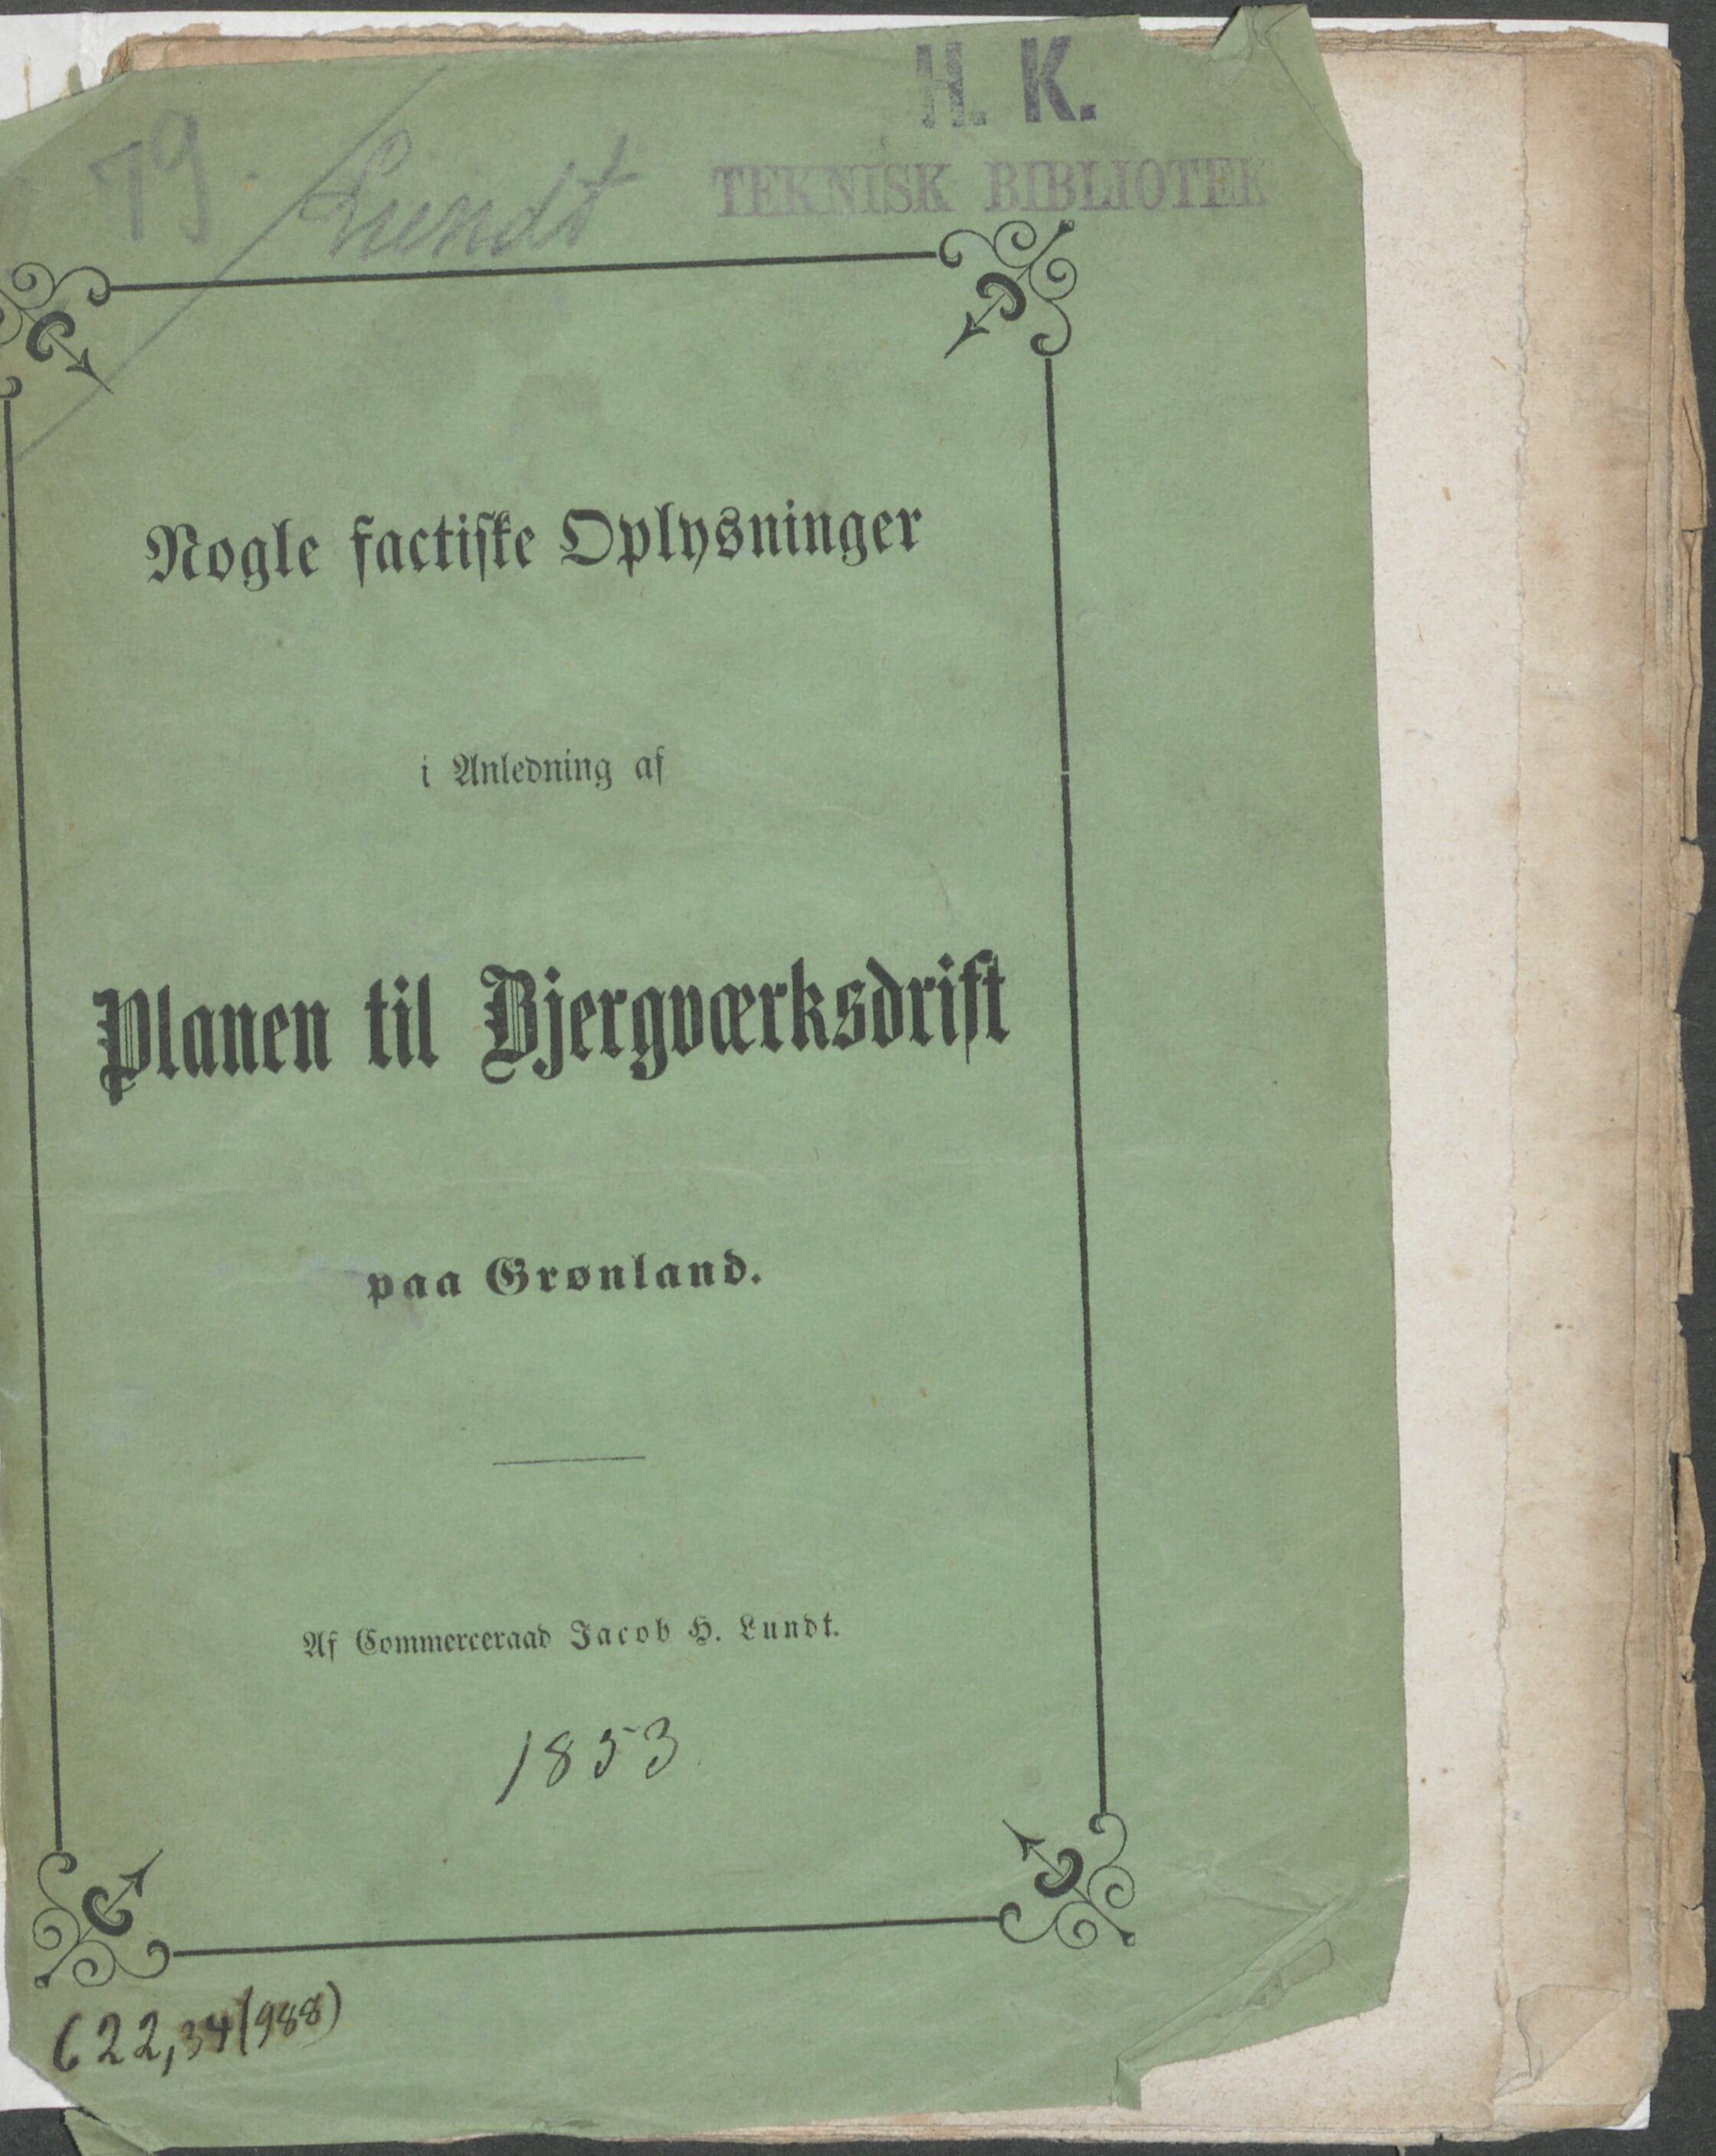 H. K.
79. Lundt
TEKNISK BIBLIOTEK
Nogle factiske Oplysninger
i Anledning af
Planen til Bjergværksdrift
paa Grønland.
Af Commerceraad Jacob H. Lundt.
1853
622,34(988)